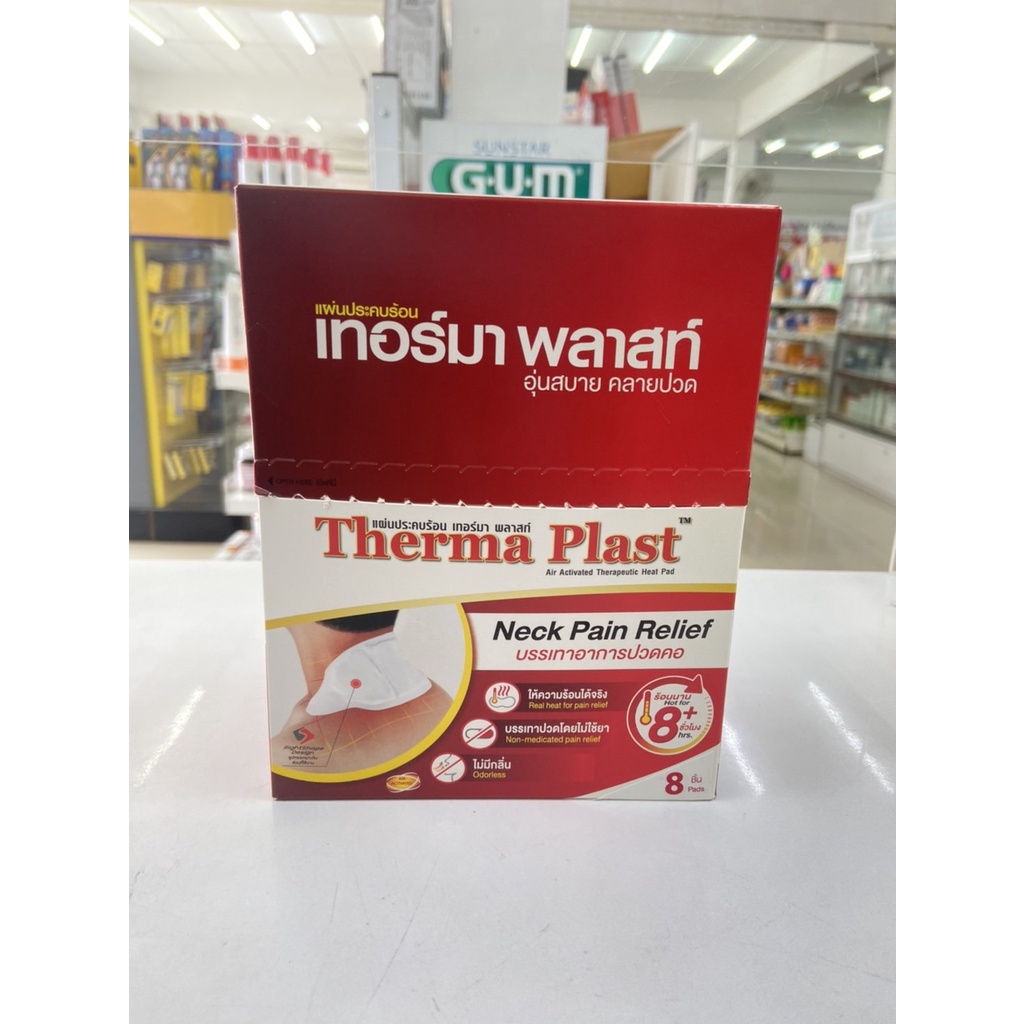 SUNSTAR
G·U·M
แผ่นประคบร้อน
เทอร์มา พลาสท์
อุ่นสบาย คลายปวด
แผ่นประคบร้อน เทอร์มา พลาสท์
Therma Plast™
Air Activated Therapeutic Heat Pad
Neck Pain Relief
บรรเทาอาการปวดคอ
ให้ความร้อนได้จริง
Real heat for pain relief
บรรเทาปวดโดยไม่ใช้ยา
Non-medicated pain relief
ไม่มีกลิ่น
Odorless
ร้อนนาน
Hot for
8+
ชั่วโมง
hrs.
8 ชิ้น
Pads